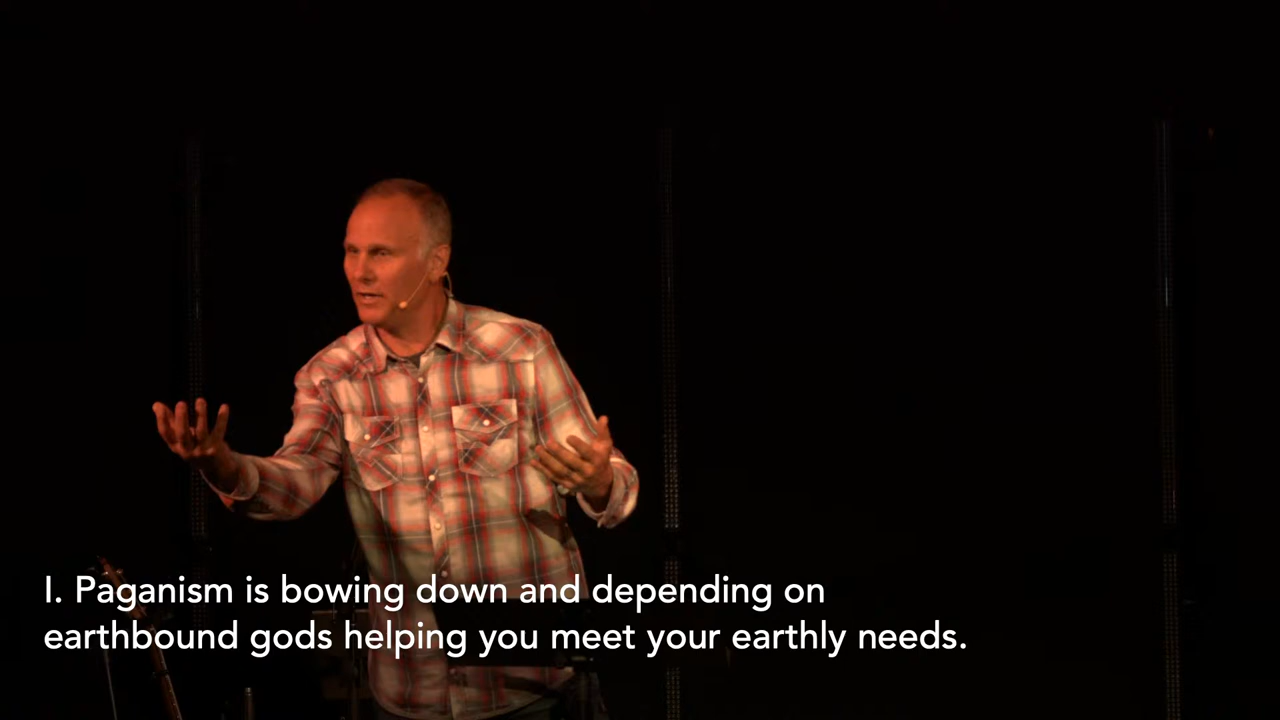 I. Paganism is bowing down and depending on
earthbound gods helping you meet your earthly needs.